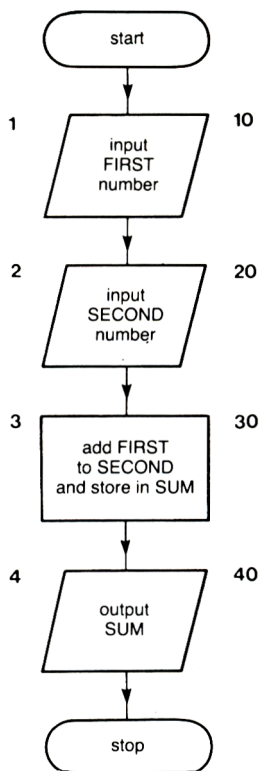 start
1
10
input
FIRST
number
2
20
input
SECOND
number
3
30
add FIRST
to SECOND
and store in SUM
4
40
output
SUM
stop